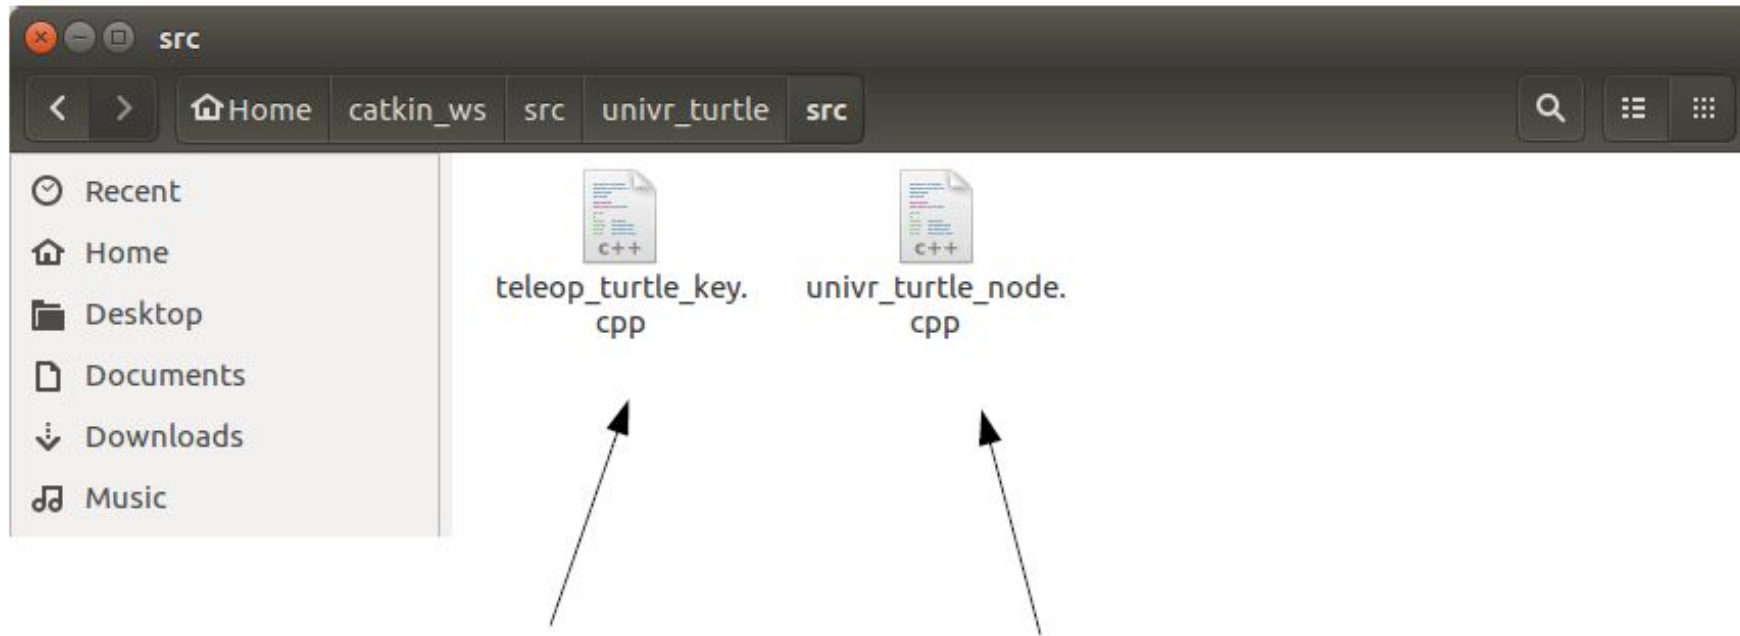 src
Home catkin_ws src univr_turtle src
Recent
Home
Desktop
Documents
Downloads
Music
c++
teleop_turtle_key.
cpp
c++
univr_turtle_node.
cpp